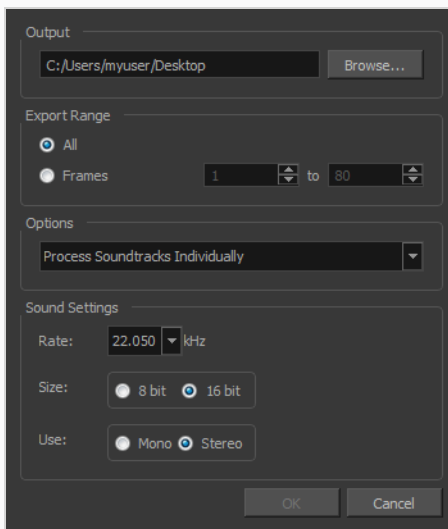 Output
C:/Users/myuser/Desktop Browse...
Export Range
All
Frames 1 to 80
Options
Process Soundtracks Individually
Sound Settings
Rate: 22.050 kHz
Size: 8 bit 16 bit
Use: Mono Stereo
OK Cancel